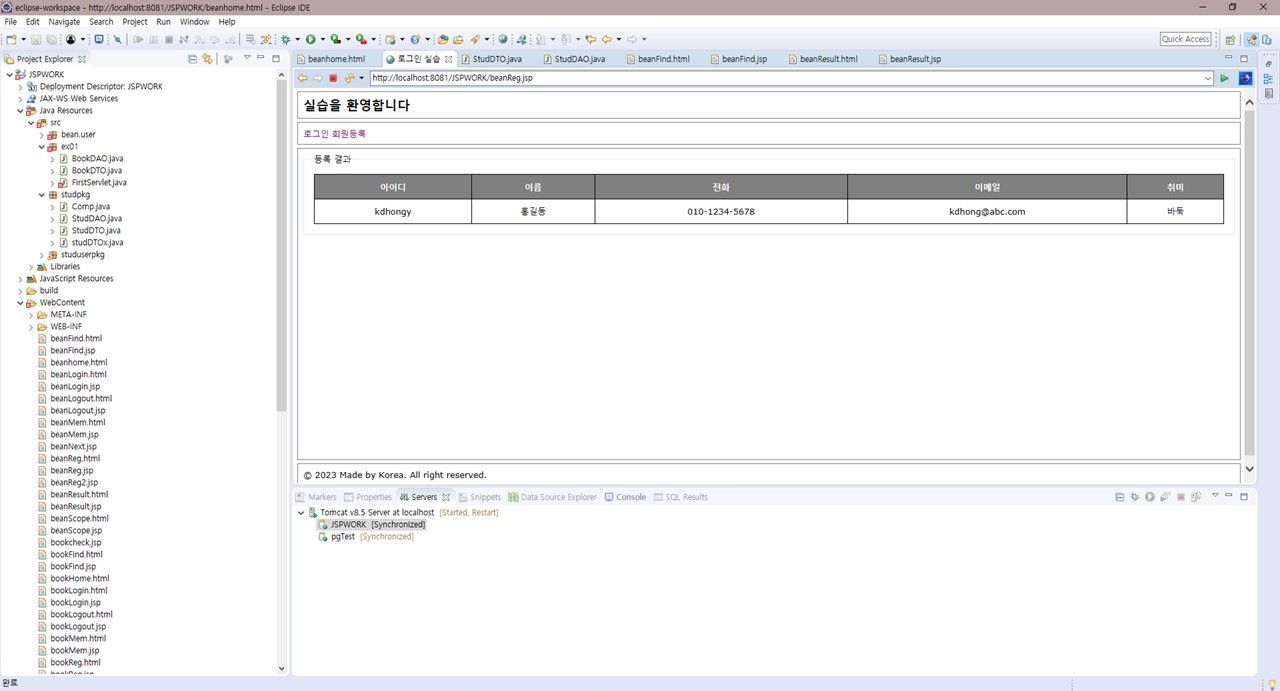 eclipse-workspace - http://localhost:8081/JSPWORK/beanhome.html - Eclipse IDE
File Edit Navigate Search Project Run Window Help
Quick Access
Project Explorer
JSPWORK
Deployment Descriptor: JSPWORK
JAX-WS Web Services
Java Resources
src
bean.user
ex01
BookDAO.java
BookDTO.java
FirstServlet.java
studpkg
Comp.java
StudDAO.java
StudDTO.java
studDTOx.java
studuserpkg
Libraries
JavaScript Resources
build
WebContent
META-INF
WEB-INF
beanFind.html
beanFind.jsp
beanhome.html
beanLogin.html
beanLogin.jsp
beanLogout.html
beanLogout.jsp
beanMem.html
beanMem.jsp
beanNext.jsp
beanReg.html
beanReg.jsp
beanReg2.jsp
beanResult.html
beanResult.jsp
beanScope.html
beanScope.jsp
bookcheck.jsp
bookFind.html
bookFind.jsp
bookHome.html
bookLogin.html
bookLogin.jsp
bookLogout.html
bookLogout.jsp
bookMem.html
bookMem.jsp
bookReg.html
bookReg.jsp
beanhome.html 로그인 실습 StudDTO.java StudDAO.java beanFind.html beanFind.jsp beanResult.html beanResult.jsp
http://localhost:8081/JSPWORK/beanReg.jsp
실습을 환영합니다
로그인 회원등록
등록 결과
아이디 이름 전화 이메일 취미
kdhongy 홍길동 010-1234-5678 kdhong@abc.com 바둑
© 2023 Made by Korea. All right reserved.
Markers Properties Servers Snippets Data Source Explorer Console SQL Results
Tomcat v8.5 Server at localhost [Started, Restart]
JSPWORK [Synchronized]
pgTest [Synchronized]
완료